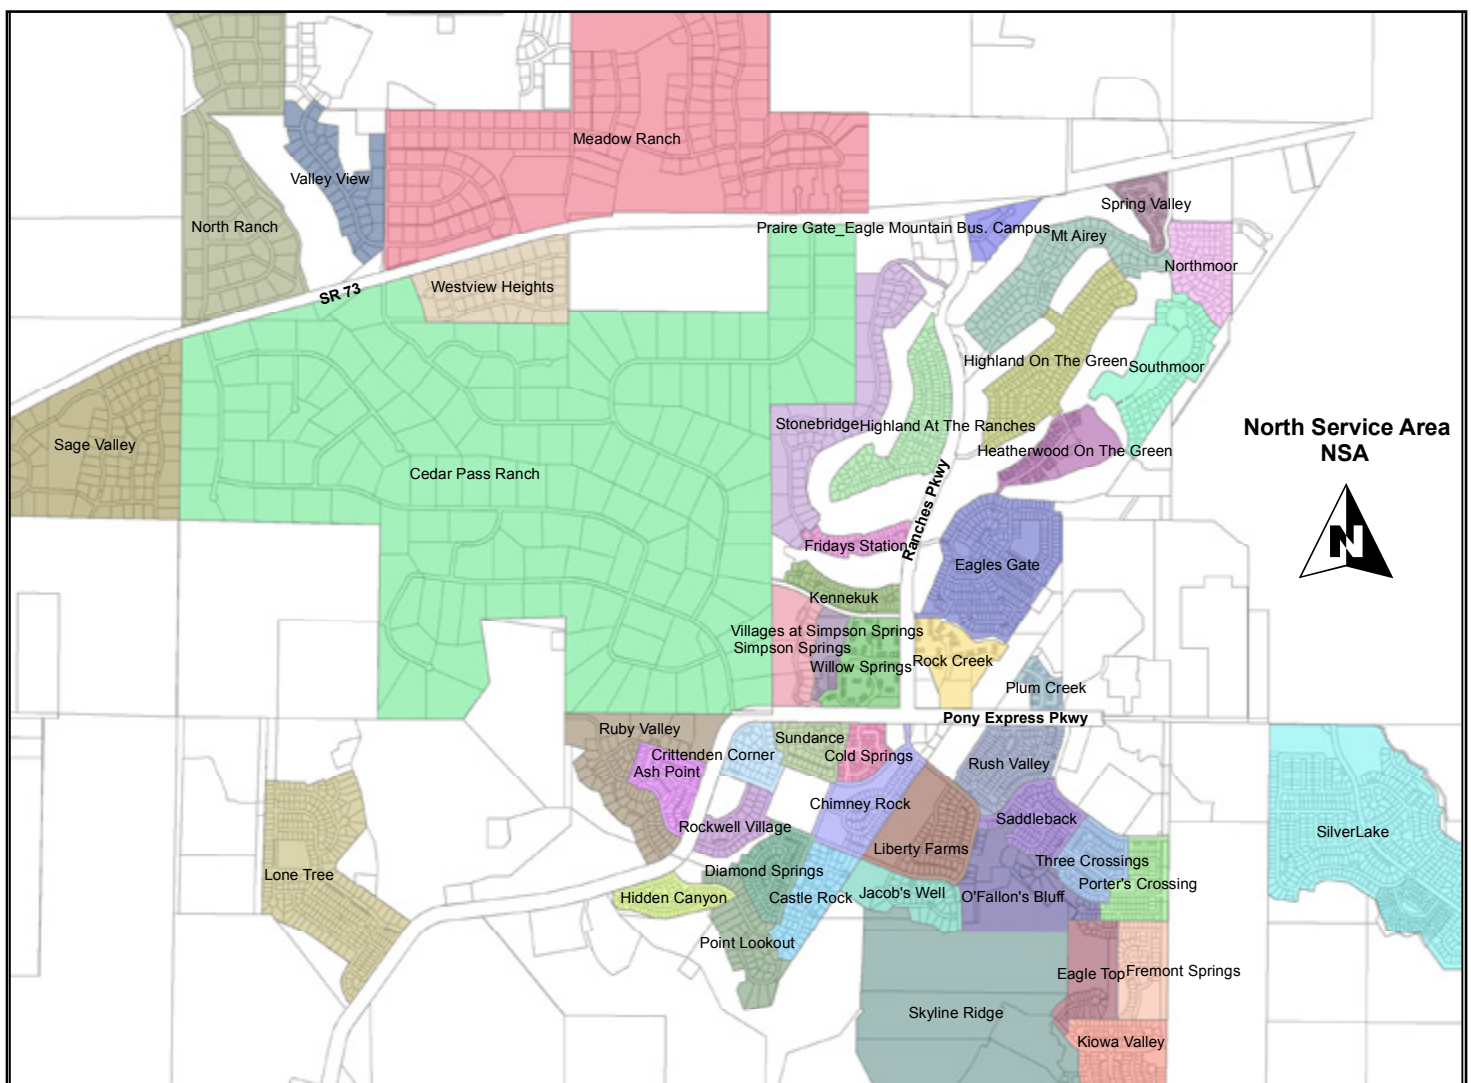 Meadow Ranch
Valley View
North Ranch
Spring Valley
Praire Gate_Eagle Mountain Bus. Campus
Mt Airey
Northmoor
Westview Heights
SR 73
Highland On The Green
Southmoor
Stonebridge
Highland At The Ranches
North Service Area
NSA
Sage Valley
Heatherwood On The Green
Cedar Pass Ranch
Ranches Pkwy
N
Fridays Station
Eagles Gate
Kennekuk
Villages at Simpson Springs
Simpson Springs
Willow Springs
Rock Creek
Plum Creek
Pony Express Pkwy
Ruby Valley
Sundance
Crittenden Corner
Cold Springs
Ash Point
Rush Valley
Chimney Rock
Saddleback
Rockwell Village
SilverLake
Liberty Farms
Three Crossings
Diamond Springs
Lone Tree
Porter's Crossing
Hidden Canyon
Castle Rock
Jacob's Well
O'Fallon's Bluff
Point Lookout
Eagle Top
Fremont Springs
Skyline Ridge
Kiowa Valley